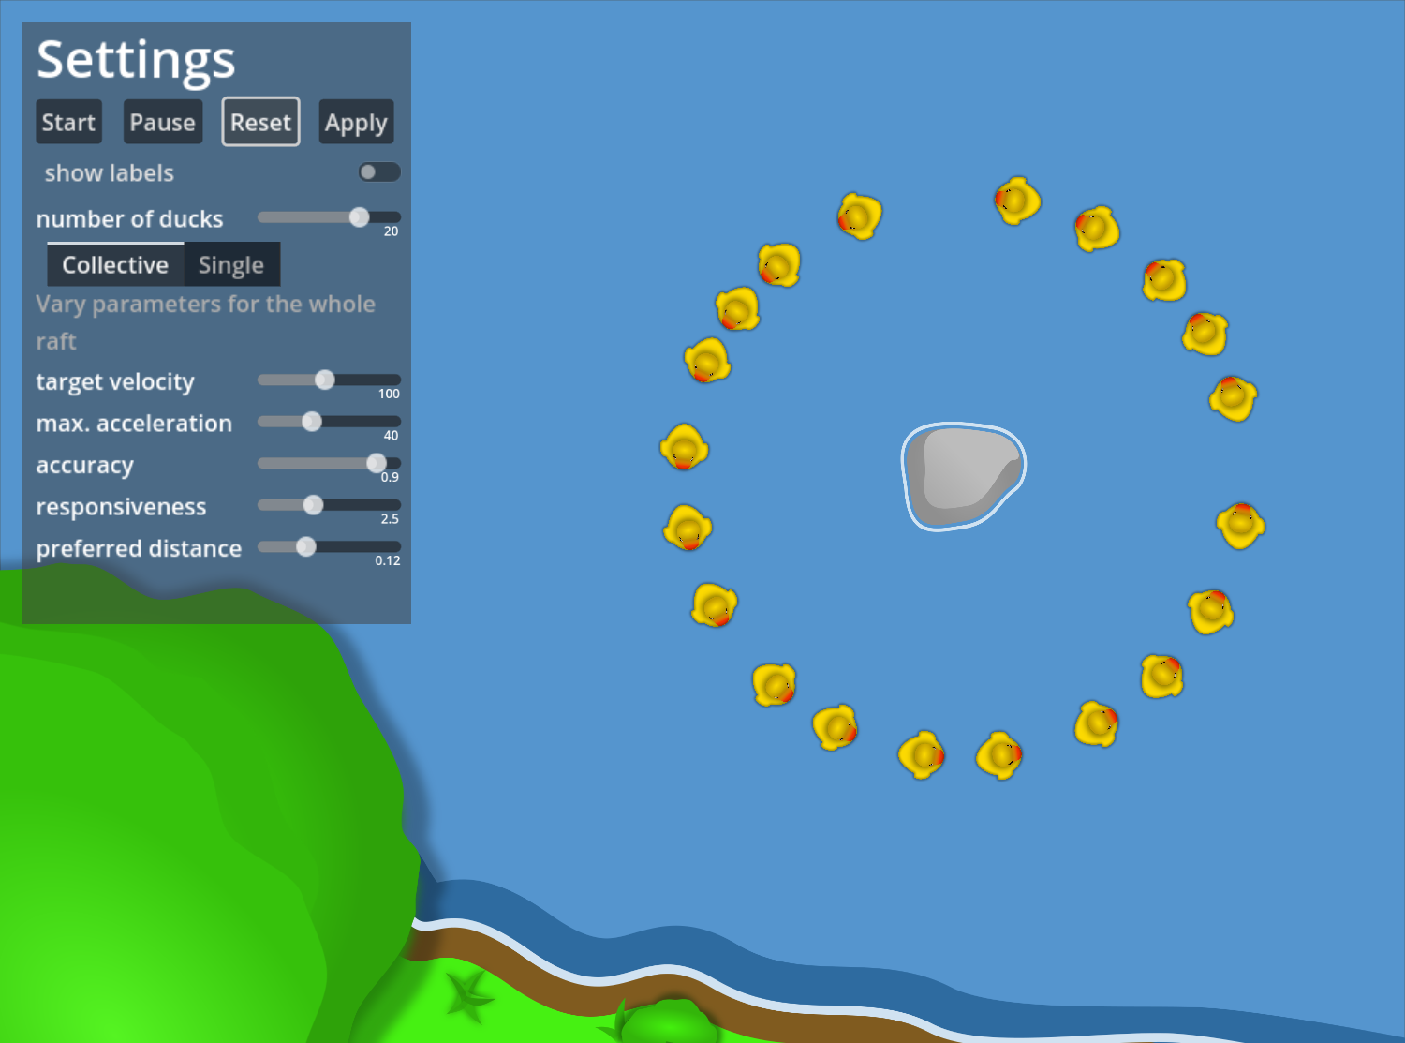 Settings
Start Pause Reset Apply
show labels
number of ducks
20
Collective Single
Vary parameters for the whole
raft
target velocity
100
max. acceleration
40
accuracy
0.9
responsiveness
2.5
preferred distance
0.12